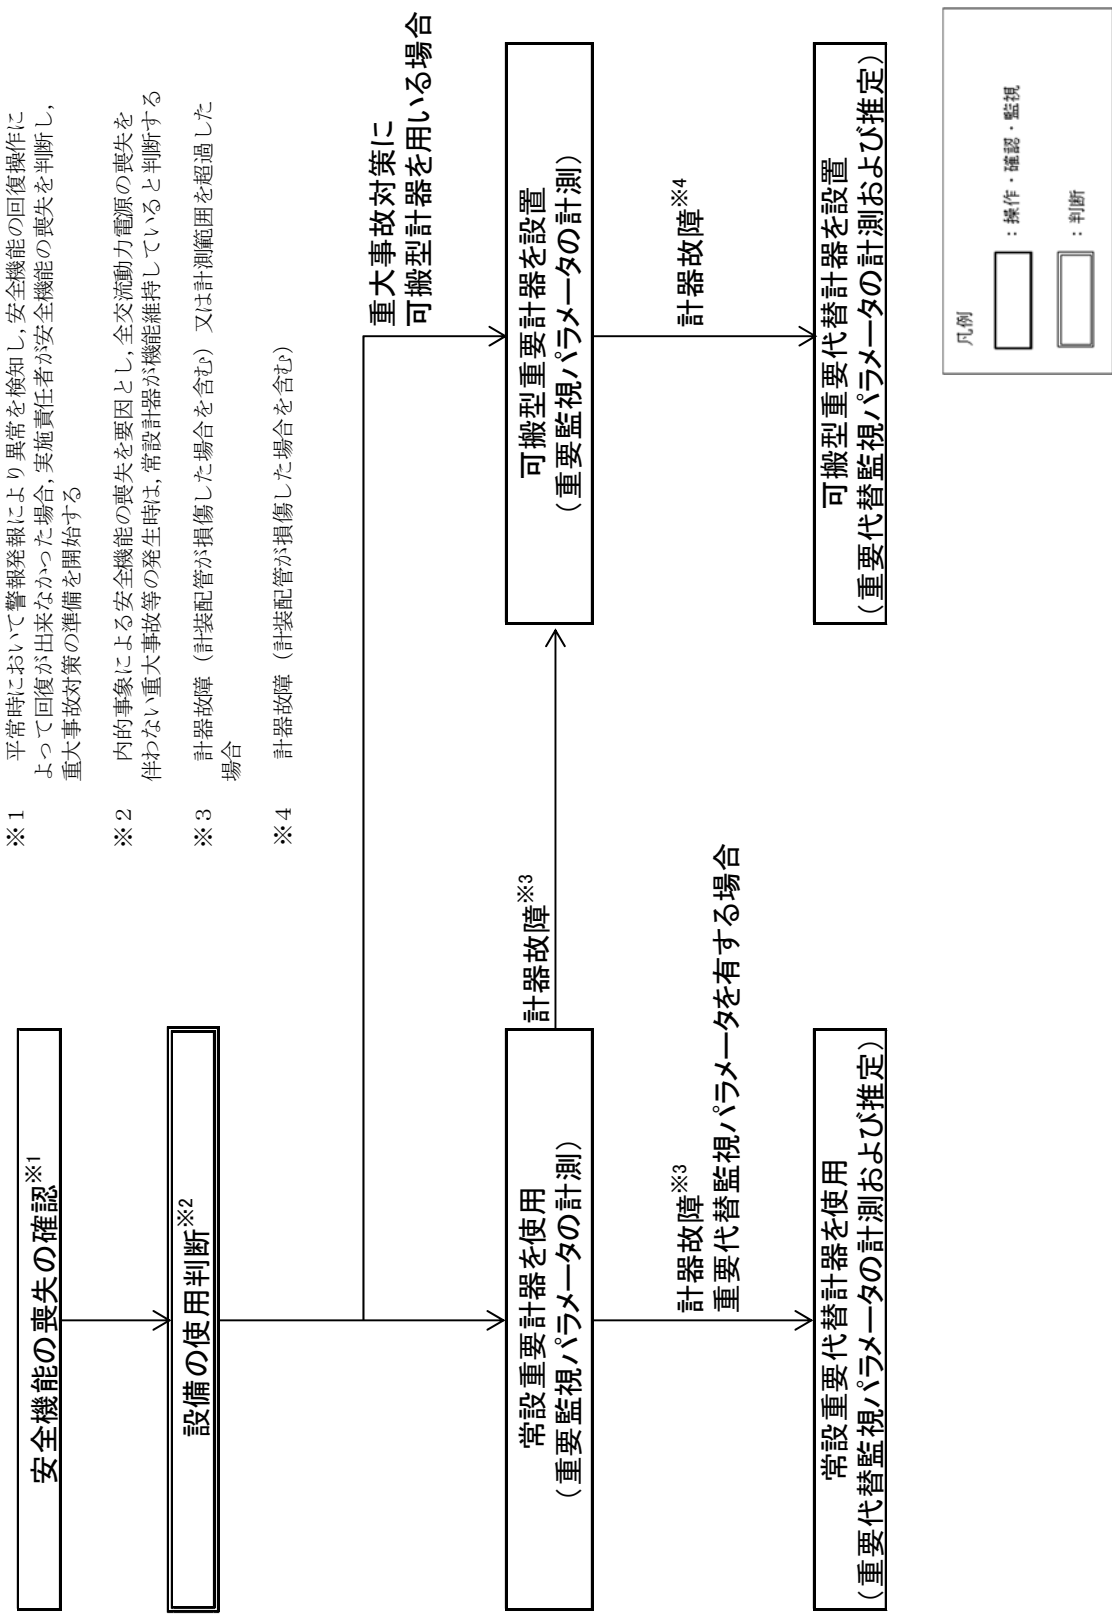 安全機能の喪失の確認※1
設備の使用判断※2
※1 平常時において警報発報により異常を検知し,安全機能の回復操作に
よって回復が出来なかった場合,実施責任者が安全機能の喪失を判断し,
重大事故対策の準備を開始する
※2 内的事象による安全機能の喪失を要因とし,全交流動力電源の喪失を
伴わない重大事故等の発生時は,常設計器が機能維持していると判断する
※3 計器故障(計装配管が損傷した場合を含む)又は計測範囲を超過した
場合
※4 計器故障(計装配管が損傷した場合を含む)
重大事故対策に
可搬型計器を用いる場合
常設重要計器を使用
(重要監視パラメータの計測)
計器故障※3
可搬型重要計器を設置
(重要監視パラメータの計測)
計器故障※3
重要代替監視パラメータを有する場合
計器故障※4
常設重要代替計器を使用
(重要代替監視パラメータの計測および推定)
可搬型重要代替計器を設置
(重要代替監視パラメータの計測および推定)
凡例
:操作・確認・監視
:判断